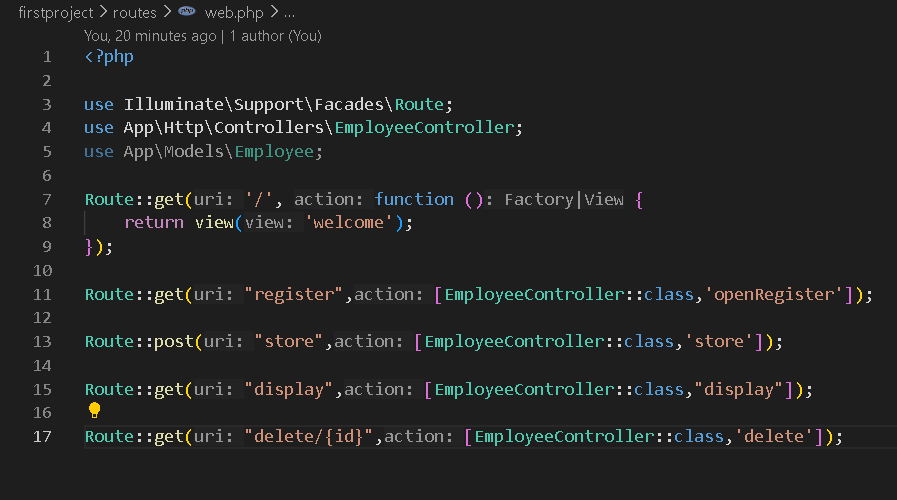 firstproject > routes > php web.php > ...
You, 20 minutes ago | 1 author (You)
1 <?php
2
3 use Illuminate\Support\Facades\Route;
4 use App\Http\Controllers\EmployeeController;
5 use App\Models\Employee;
6
7 Route::get(uri: '/', action: function (): Factory|View {
8     return view(view: 'welcome');
9 });
10
11 Route::get(uri: "register",action: [EmployeeController::class,'openRegister']);
12
13 Route::post(uri: "store",action: [EmployeeController::class,'store']);
14
15 Route::get(uri: "display",action: [EmployeeController::class,"display"]);
16
17 Route::get(uri: "delete/{id}",action: [EmployeeController::class,'delete']);